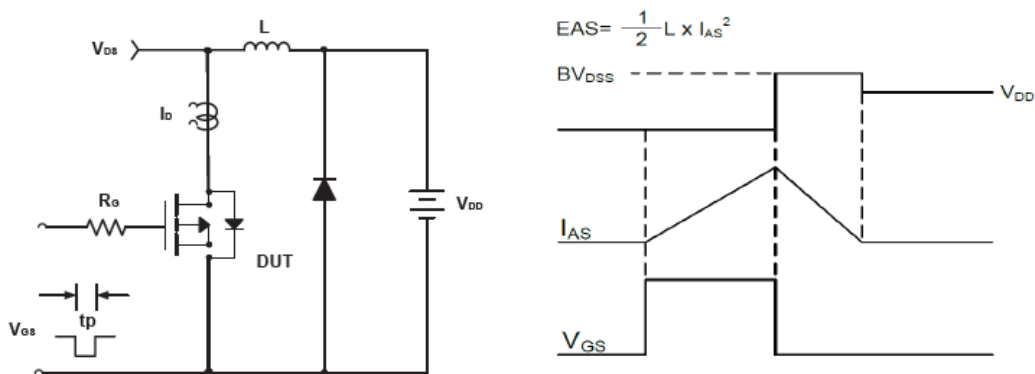 L
VDS
ID
RG
VDD
DUT
tp
VGS
EAS= 1/2 L x IAS²
BVDSS
VDD
IAS
VGS